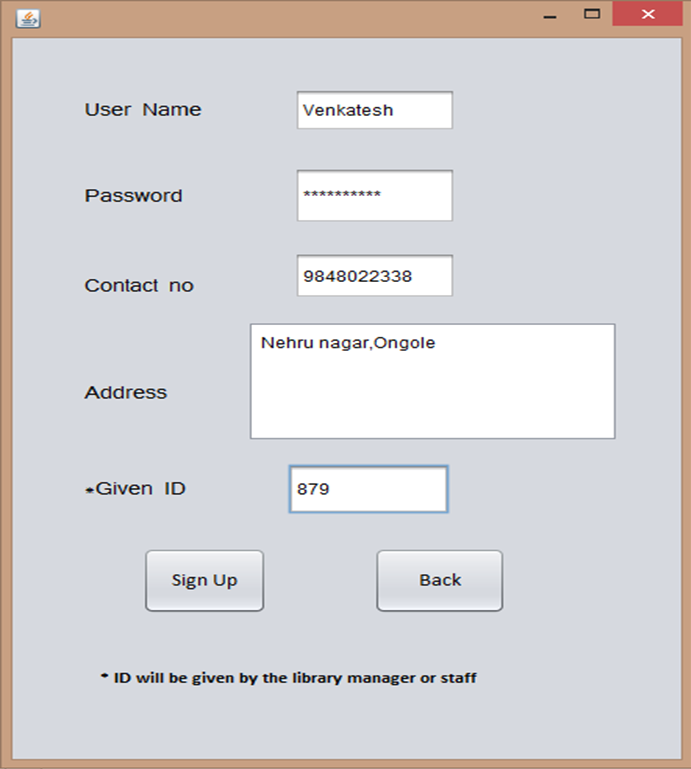 User Name Venkatesh
Password **********
Contact no 9848022338
Nehru nagar,Ongole
Address
*Given ID 879
Sign Up Back
* ID will be given by the library manager or staff